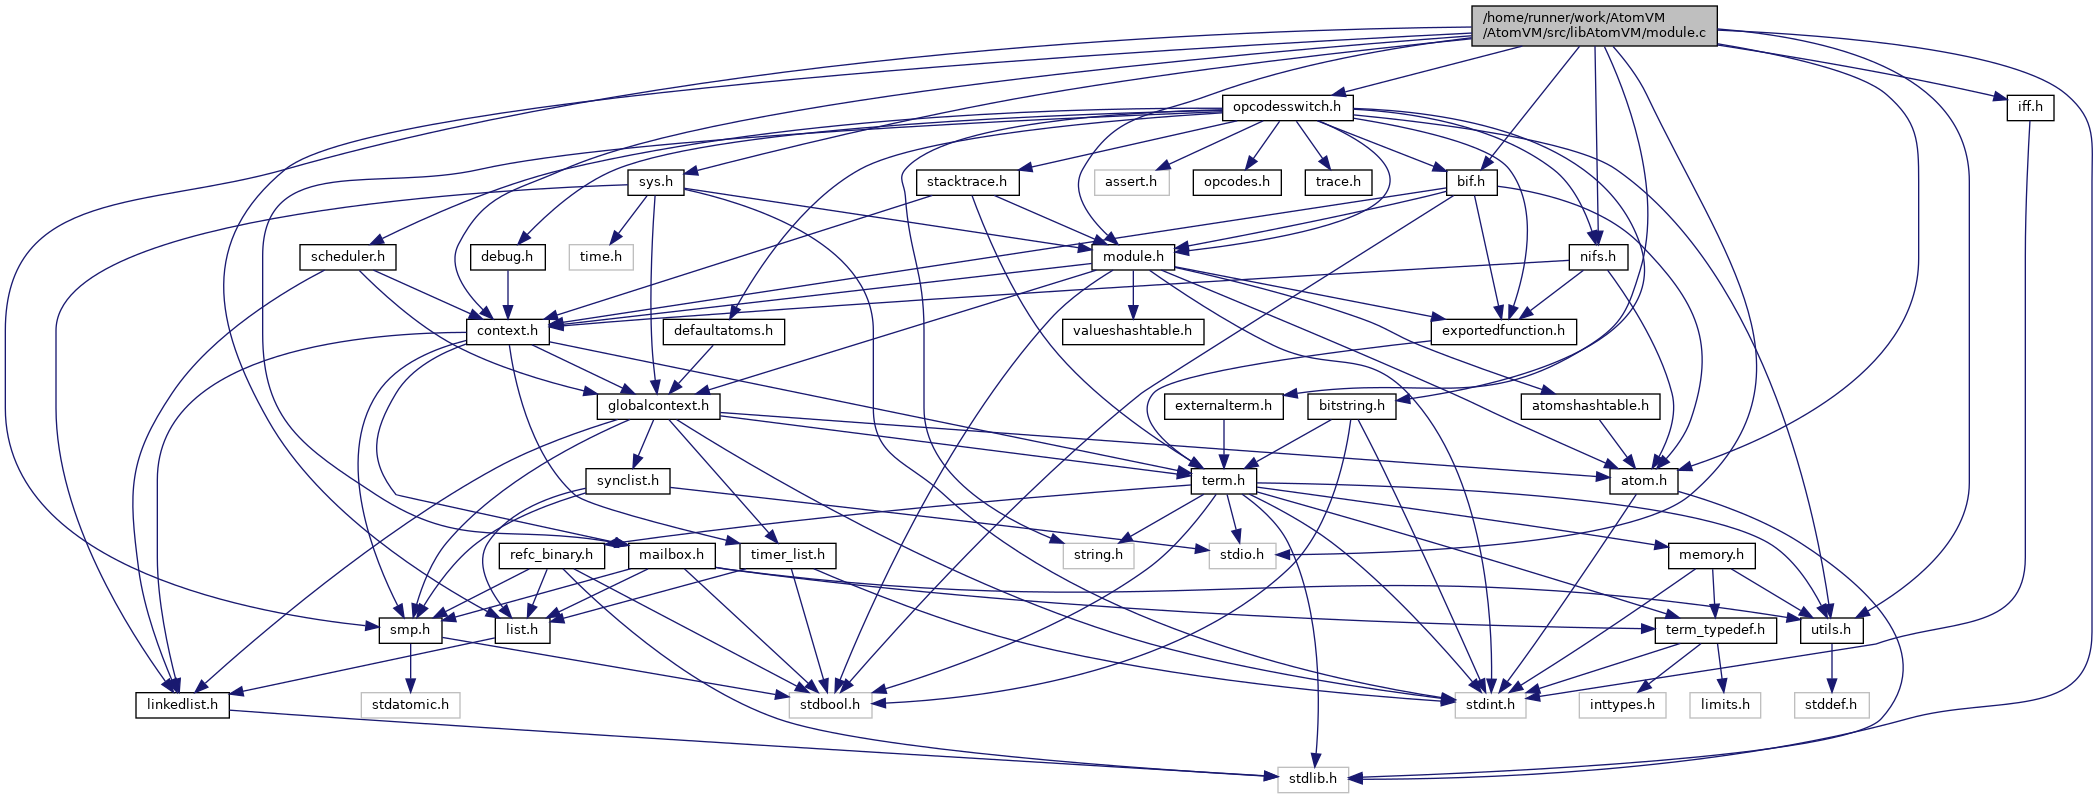 /home/runner/work/AtomVM
/AtomVM/src/libAtomVM/module.c
opcodesswitch.h
iff.h
sys.h
stacktrace.h
assert.h
opcodes.h
trace.h
bif.h
scheduler.h
debug.h
time.h
module.h
nifs.h
context.h
defaultatoms.h
valueshashtable.h
exportedfunction.h
globalcontext.h
externalterm.h
bitstring.h
atomshashtable.h
synclist.h
term.h
atom.h
refc_binary.h
mailbox.h
timer_list.h
string.h
stdio.h
memory.h
smp.h
list.h
term_typedef.h
utils.h
linkedlist.h
stdatomic.h
stdbool.h
stdint.h
inttypes.h
limits.h
stddef.h
stdlib.h